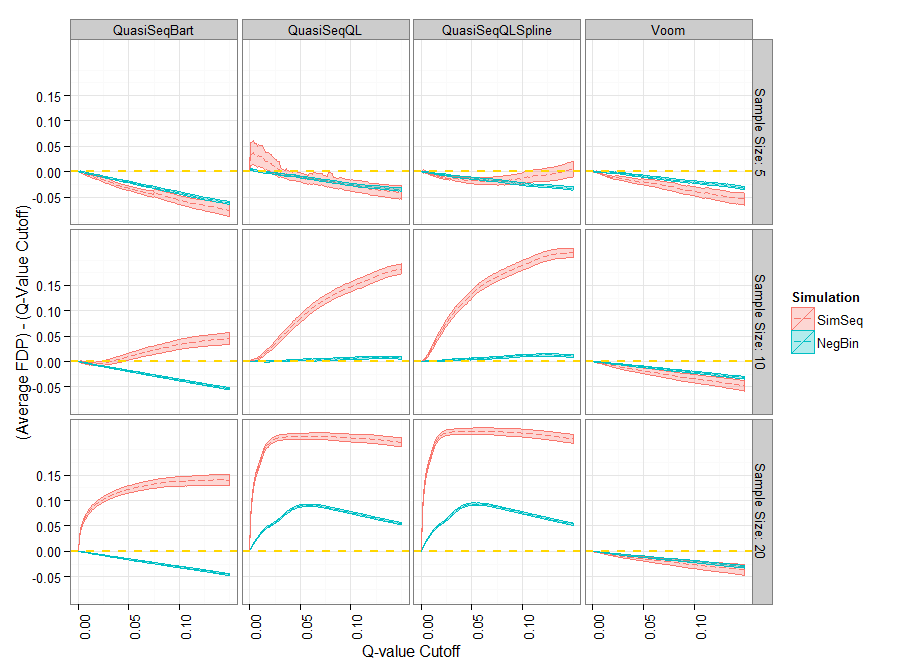 QuasiSeqBart QuasiSeqQL QuasiSeqQLSpline Voom
(Average FDP) - (Q-Value Cutoff)
0.15
0.10
0.05
0.00
-0.05
Sample Size: 5
0.15
0.10
0.05
0.00
-0.05
Sample Size: 10
0.15
0.10
0.05
0.00
-0.05
Sample Size: 20
0.00 0.05 0.10 0.00 0.05 0.10 0.00 0.05 0.10 0.00 0.05 0.10
Q-value Cutoff
Simulation
SimSeq
NegBin